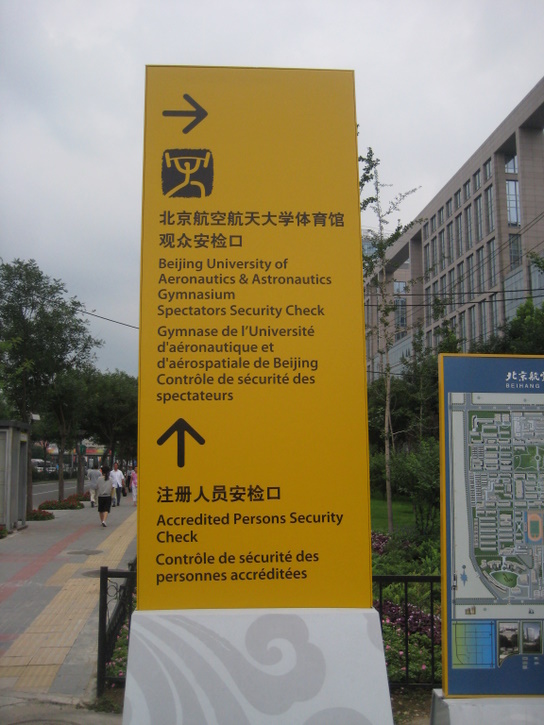 北京航空航天大学体育馆
观众安检口
Beijing University of
Aeronautics & Astronautics
Gymnasium
Spectators Security Check
Gymnase de l'Université
d'aéronautique et
d'aérospatiale de Beijing
Contrôle de sécurité des
spectateurs
注册人员安检口
Accredited Persons Security
Check
Contrôle de sécurité des
personnes accréditées
北京航空
BEIHANG